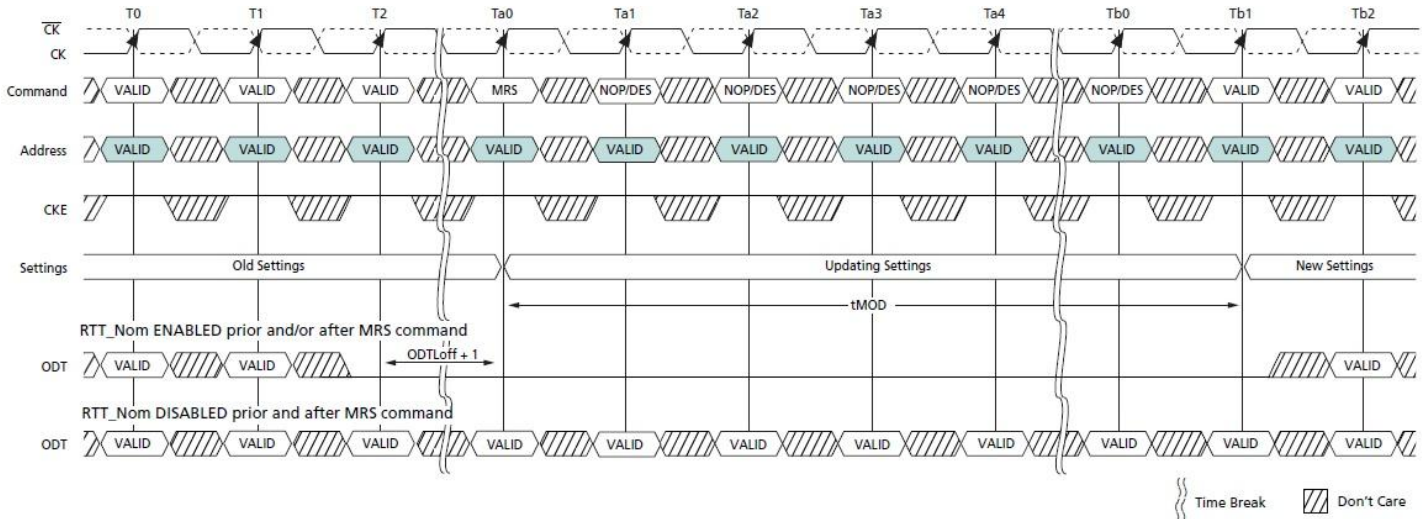 T0 T1 T2 Ta0 Ta1 Ta2 Ta3 Ta4 Tb0 Tb1 Tb2
CK
CK
Command VALID VALID VALID MRS NOP/DES NOP/DES NOP/DES NOP/DES NOP/DES VALID VALID
Address VALID VALID VALID VALID VALID VALID VALID VALID VALID VALID VALID
CKE
Settings Old Settings Updating Settings New Settings
tMOD
RTT_Nom ENABLED prior and/or after MRS command
ODTLoff + 1
ODT VALID VALID VALID
RTT_Nom DISABLED prior and after MRS command
ODT VALID VALID VALID VALID VALID VALID VALID VALID VALID VALID VALID
Time Break Don't Care